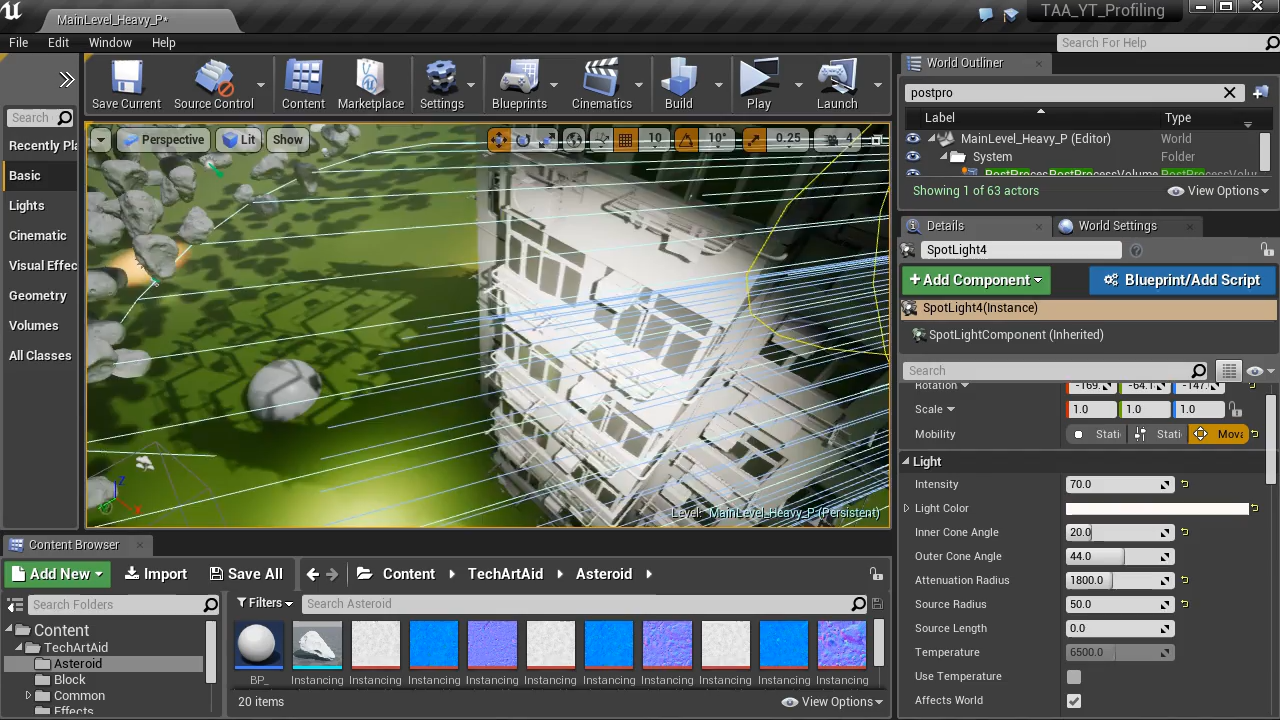 MainLevel_Heavy_P*
TAA_YT_Profiling
File Edit Window Help
Search For Help
Save Current Source Control Content Marketplace Settings Blueprints Cinematics Build Play Launch
Search
Recently Pla
Basic
Lights
Cinematic
Visual Effec
Geometry
Volumes
All Classes
Perspective Lit Show 10 10° 0.25 4
Level: MainLevel_Heavy_P (Persistent)
World Outliner
postpro
Label Type
MainLevel_Heavy_P (Editor) World
System Folder
Showing 1 of 63 actors View Options
Details World Settings
SpotLight4
+Add Component Blueprint/Add Script
SpotLight4(Instance)
SpotLightComponent (Inherited)
Search
Rotation -169. -64.1 -147.
Scale 1.0 1.0 1.0
Mobility Stati Stati Mova
Light
Intensity 70.0
Light Color
Inner Cone Angle 20.0
Outer Cone Angle 44.0
Attenuation Radius 1800.0
Source Radius 50.0
Source Length 0.0
Temperature 6500.0
Use Temperature
Affects World
Content Browser
Add New Import Save All Content TechArtAid Asteroid
Search Folders
Filters Search Asteroid
Content
TechArtAid
Asteroid
Block
Common
Effects
BP_ Instancing Instancing Instancing Instancing Instancing Instancing Instancing Instancing Instancing Instancing
20 items View Options